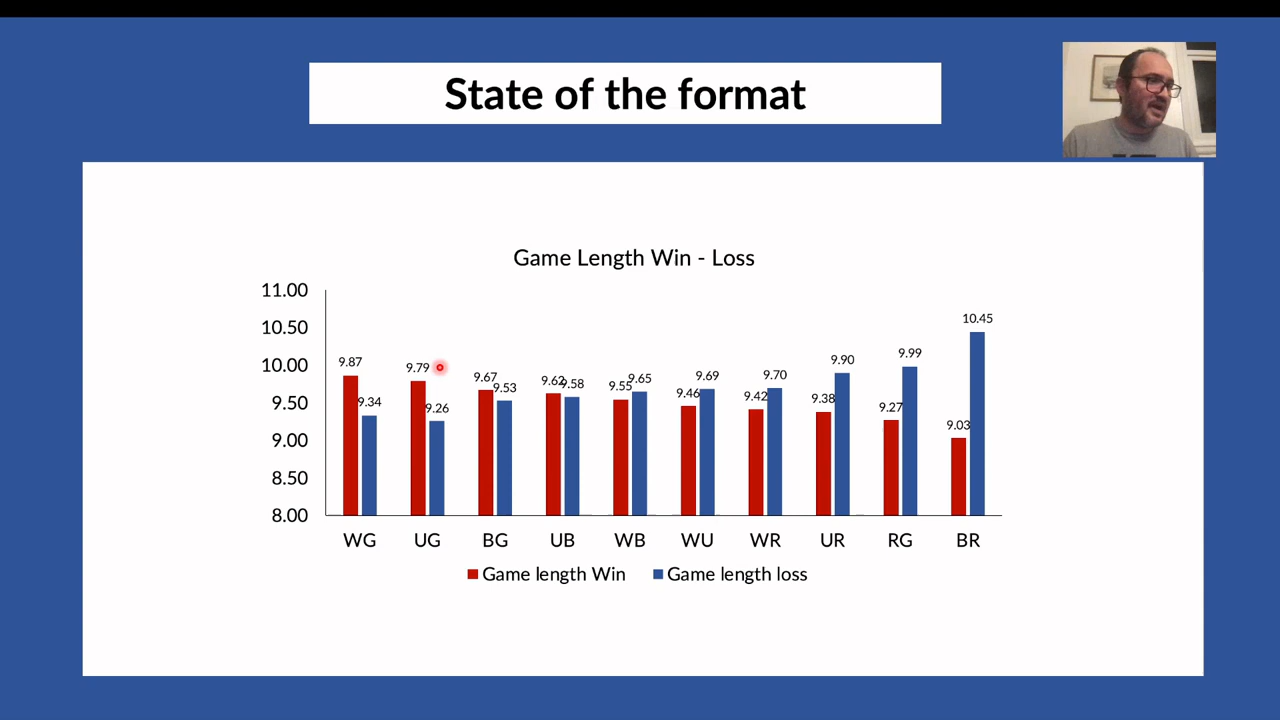 State of the format
Game Length Win - Loss
11.00
10.50
10.00
9.50
9.00
8.50
8.00
9.87 9.34 9.79 9.26 9.67 9.53 9.62 9.58 9.55 9.65 9.46 9.69 9.42 9.70 9.38 9.90 9.27 9.99 9.03 10.45
WG UG BG UB WB WU WR UR RG BR
Game length Win Game length loss